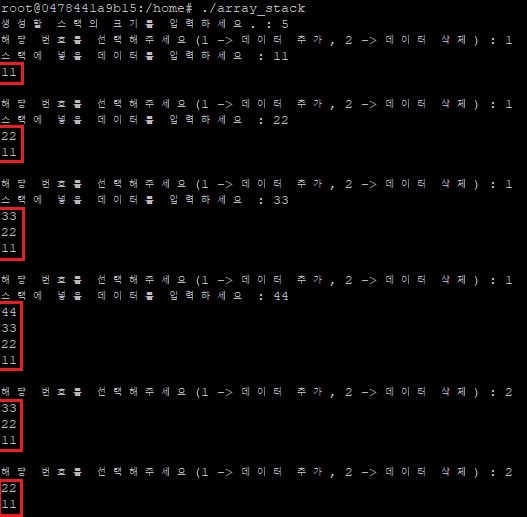 root@0478441a9b15:/home# ./array_stack
생성할 스택의 크기를 입력하세요. : 5
해당 번호를 선택해주세요(1 -> 데이터 추가, 2 -> 데이터 삭제) : 1
스택에 넣을 데이터를 입력하세요 : 11
11
해당 번호를 선택해주세요(1 -> 데이터 추가, 2 -> 데이터 삭제) : 1
스택에 넣을 데이터를 입력하세요 : 22
22
11
해당 번호를 선택해주세요(1 -> 데이터 추가, 2 -> 데이터 삭제) : 1
스택에 넣을 데이터를 입력하세요 : 33
33
22
11
해당 번호를 선택해주세요(1 -> 데이터 추가, 2 -> 데이터 삭제) : 1
스택에 넣을 데이터를 입력하세요 : 44
44
33
22
11
해당 번호를 선택해주세요(1 -> 데이터 추가, 2 -> 데이터 삭제) : 2
33
22
11
해당 번호를 선택해주세요(1 -> 데이터 추가, 2 -> 데이터 삭제) : 2
22
11